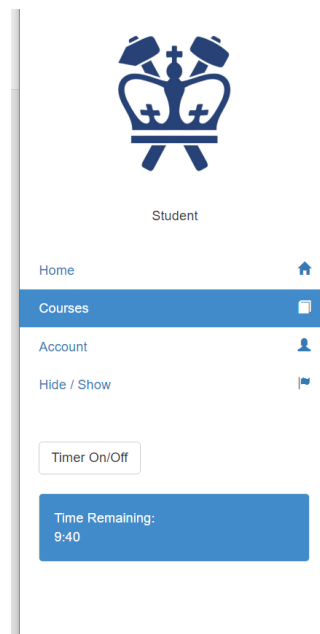 Student
Home
Courses
Account
Hide / Show
Timer On/Off
Time Remaining:
9:40